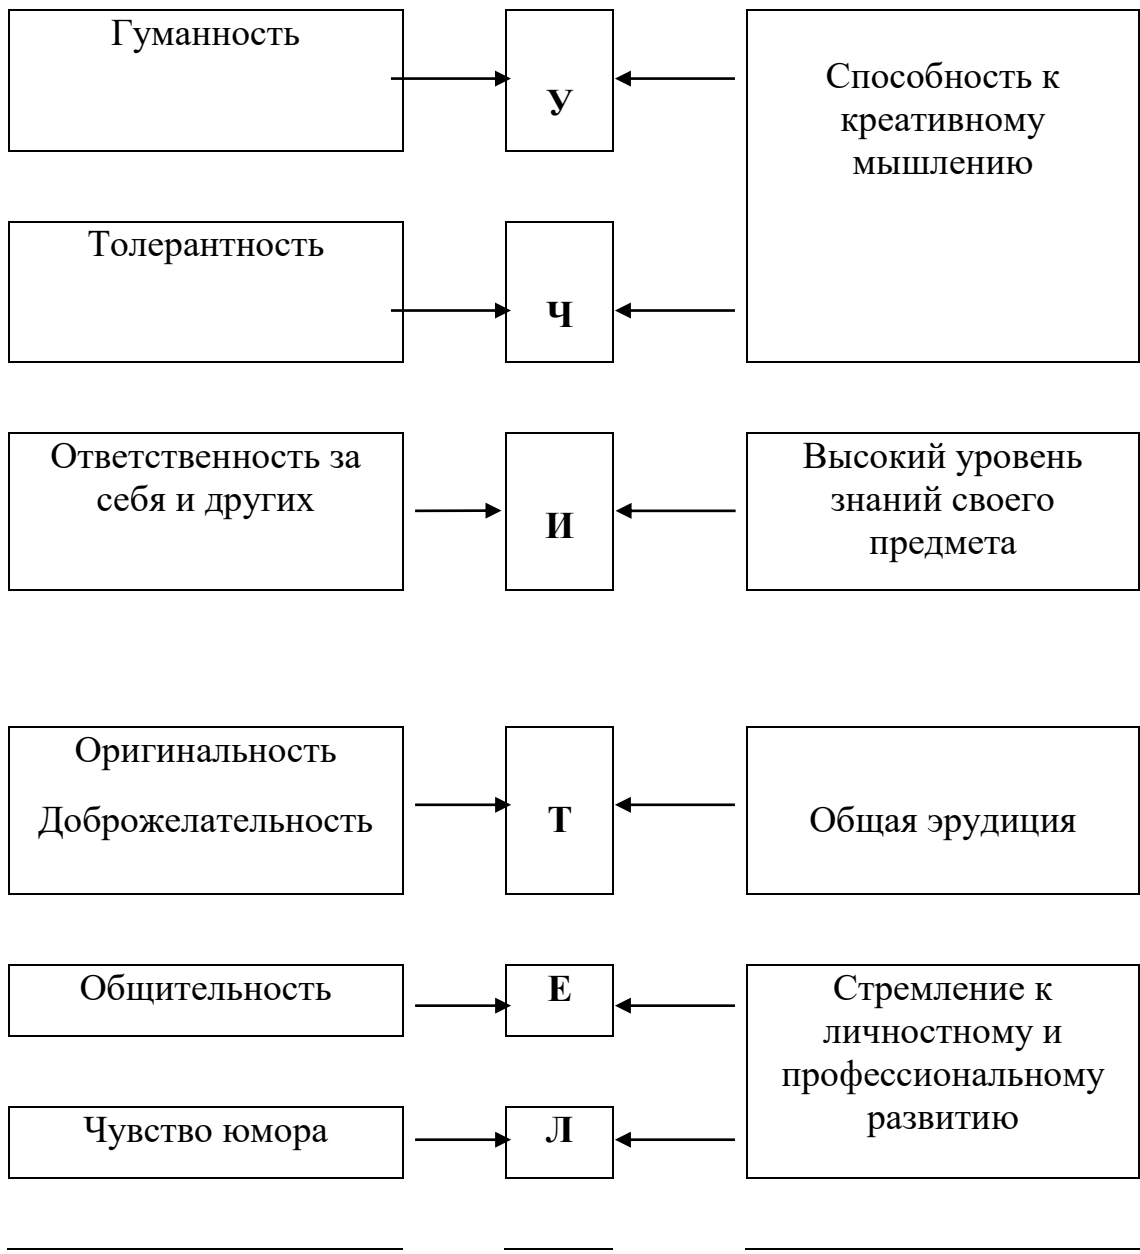 Гуманность
У
Способность к
креативному
мышлению
Толерантность
Ч
Ответственность за
себя и других
И
Высокий уровень
знаний своего
предмета
Оригинальность
Доброжелательность
Т
Общая эрудиция
Общительность
Е
Стремление к
личностному и
профессиональному
развитию
Чувство юмора
Л